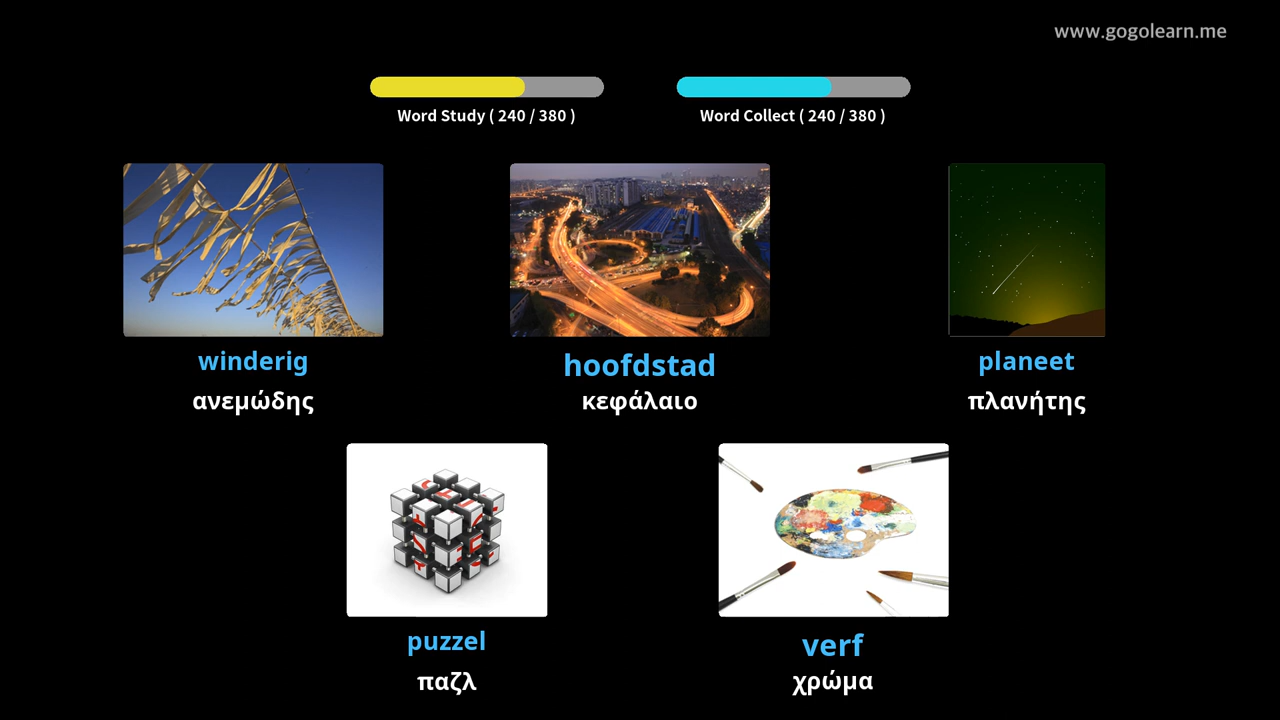 www.gogolearn.me
Word Study ( 240 / 380 )
Word Collect ( 240 / 380 )
winderig
ανεμώδης
hoofdstad
κεφάλαιο
planeet
πλανήτης
puzzel
παζλ
verf
χρώμα